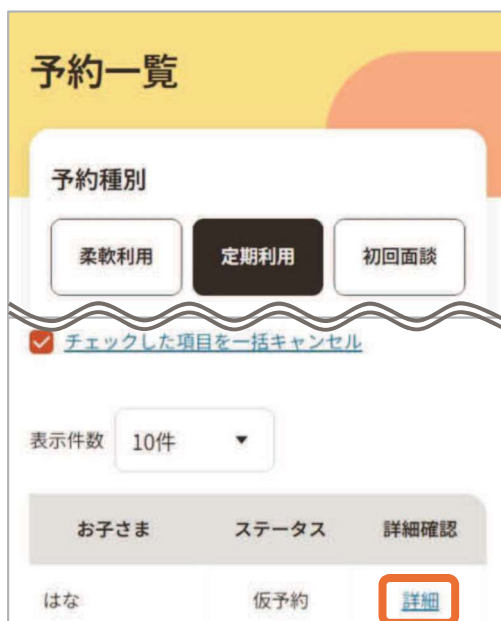 予約一覧
予約種別
柔軟利用 定期利用 初回面談
チェックした項目を一括キャンセル
表示件数 10件
お子さま ステータス 詳細確認
はな 仮予約 詳細